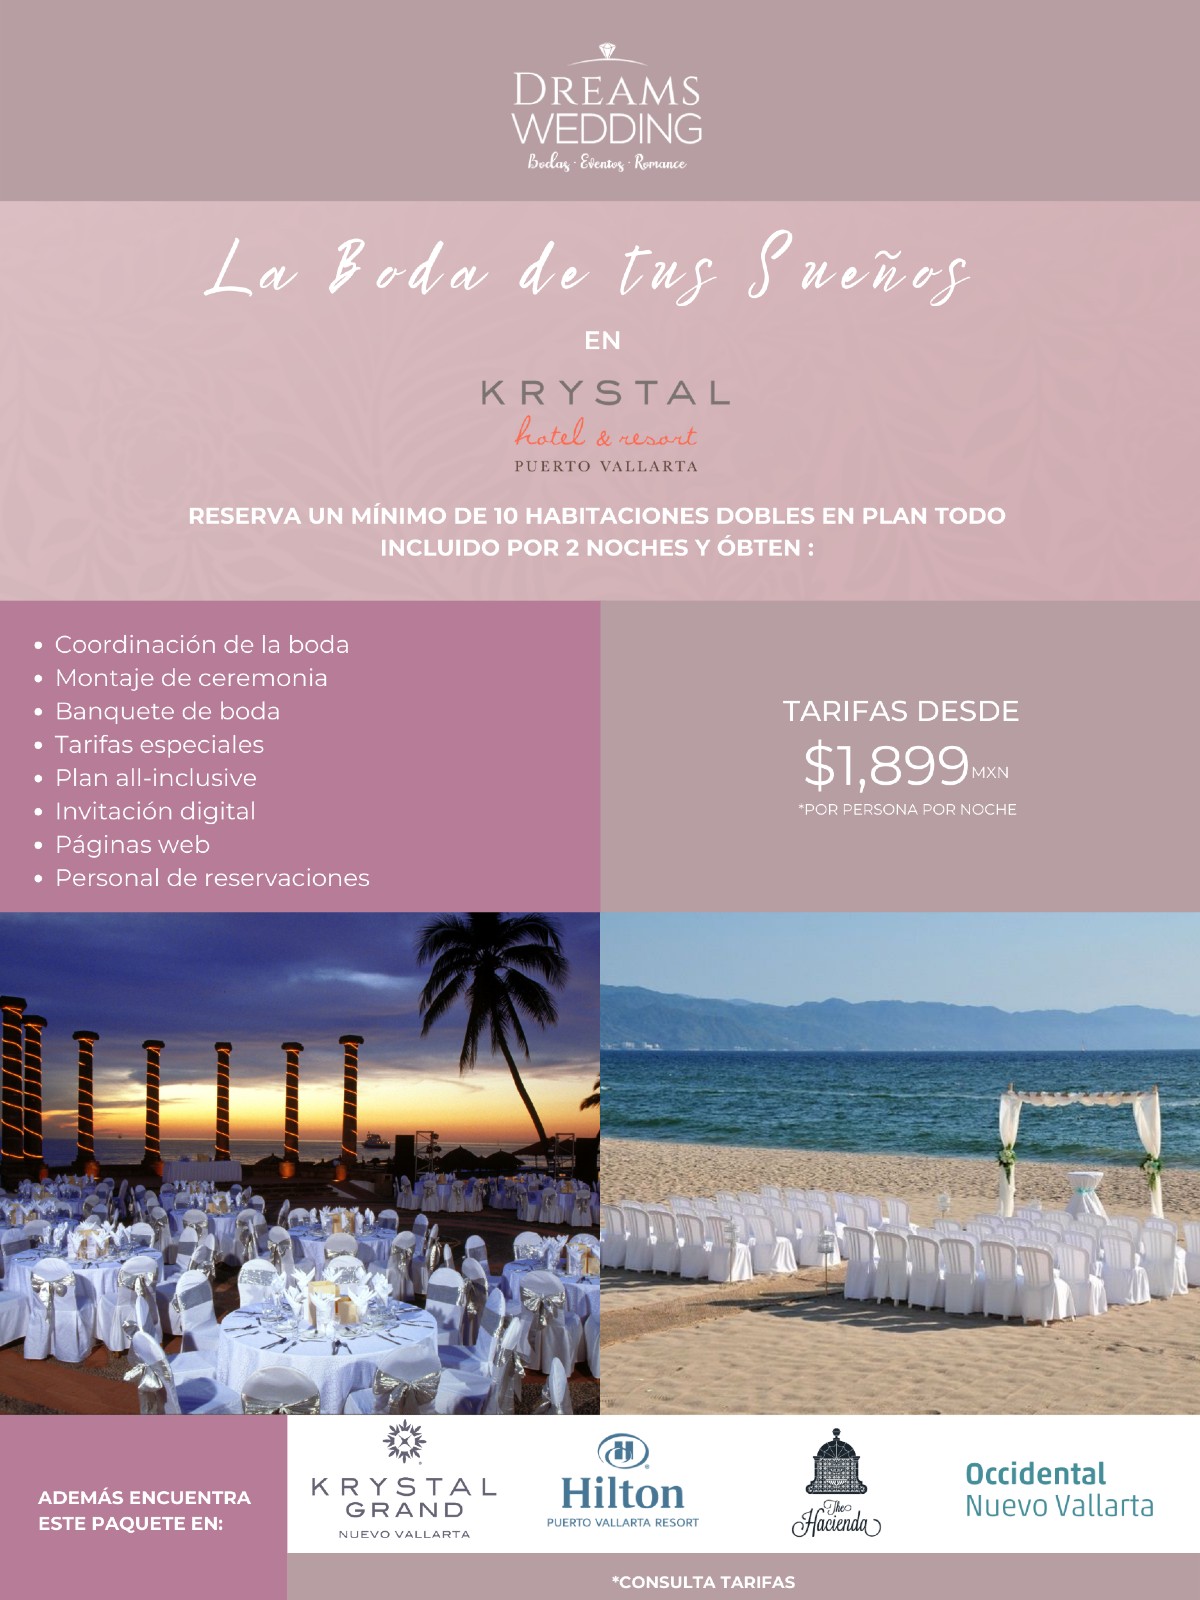 DREAMS
WEDDING
Bodas · Eventos · Romance
La Boda de tus Sueños
EN
KRYSTAL
hotel & resort
PUERTO VALLARTA
RESERVA UN MÍNIMO DE 10 HABITACIONES DOBLES EN PLAN TODO
INCLUIDO POR 2 NOCHES Y ÓBTEN :
• Coordinación de la boda
• Montaje de ceremonia
• Banquete de boda
• Tarifas especiales
• Plan all-inclusive
• Invitación digital
• Páginas web
• Personal de reservaciones
TARIFAS DESDE
$1,899 MXN
*POR PERSONA POR NOCHE
ADEMÁS ENCUENTRA
ESTE PAQUETE EN:
KRYSTAL
GRAND
NUEVO VALLARTA
H
Hilton
PUERTO VALLARTA RESORT
The
Hacienda
Occidental
Nuevo Vallarta
*CONSULTA TARIFAS